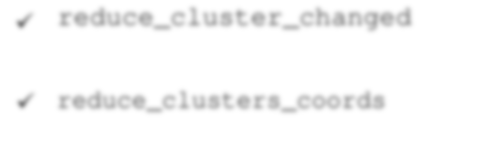 ✓ reduce_cluster_changed
✓ reduce_clusters_coords